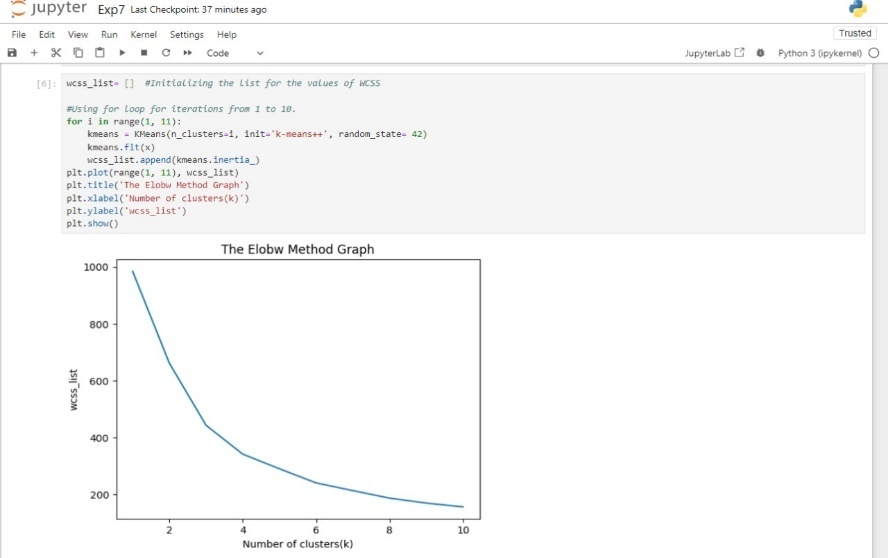 jupyter Exp7 Last Checkpoint: 37 minutes ago
File Edit View Run Kernel Settings Help
Trusted
Code
JupyterLab
Python 3 (ipykernel)
[6]: wcss_list= [] #Initializing the list for the values of WCSS
#Using for loop for iterations from 1 to 10.
for i in range(1, 11):
kmeans = KMeans(n_clusters=i, init='k-means++', random_state= 42)
kmeans.fit(x)
wcss_list.append(kmeans.inertia_)
plt.plot(range(1, 11), wcss_list)
plt.title('The Elobw Method Graph')
plt.xlabel('Number of clusters(k)')
plt.ylabel('wcss_list')
plt.show()
The Elobw Method Graph
1000
800
600
400
200
wcss_list
2 4 6 8 10
Number of clusters(k)